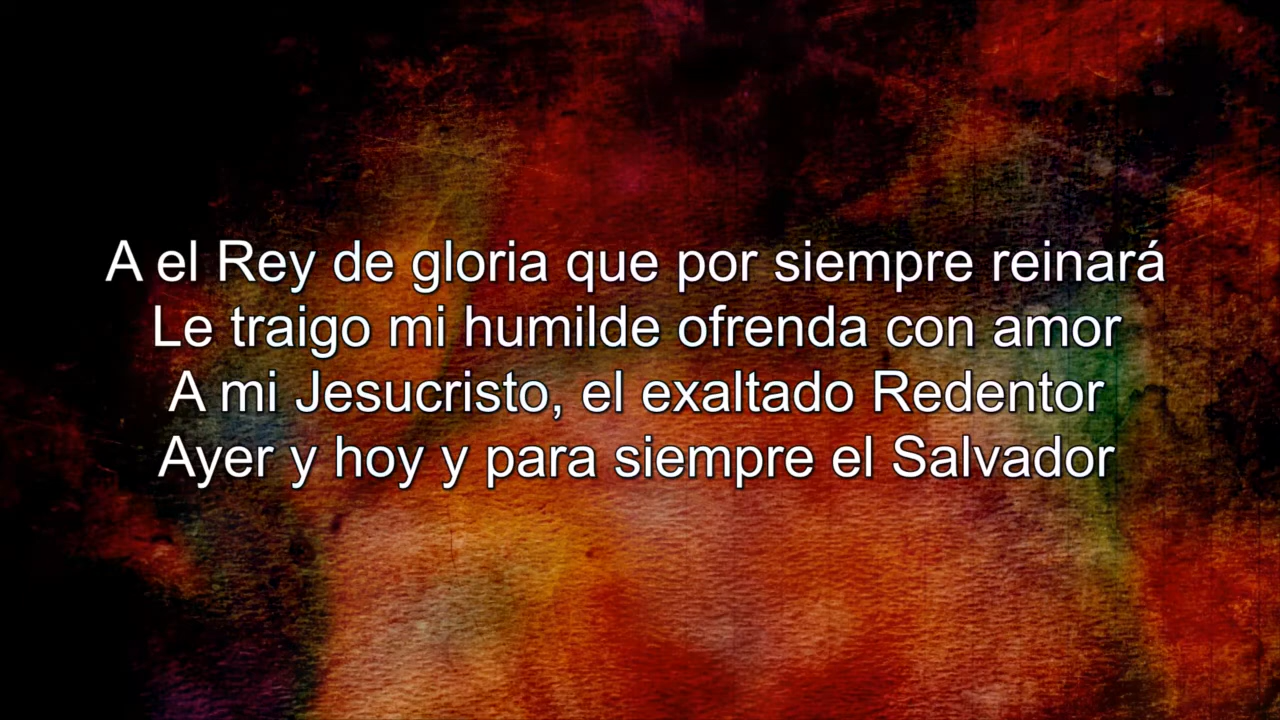 A el Rey de gloria que por siempre reinará
Le traigo mi humilde ofrenda con amor
A mi Jesucristo, el exaltado Redentor
Ayer y hoy y para siempre el Salvador